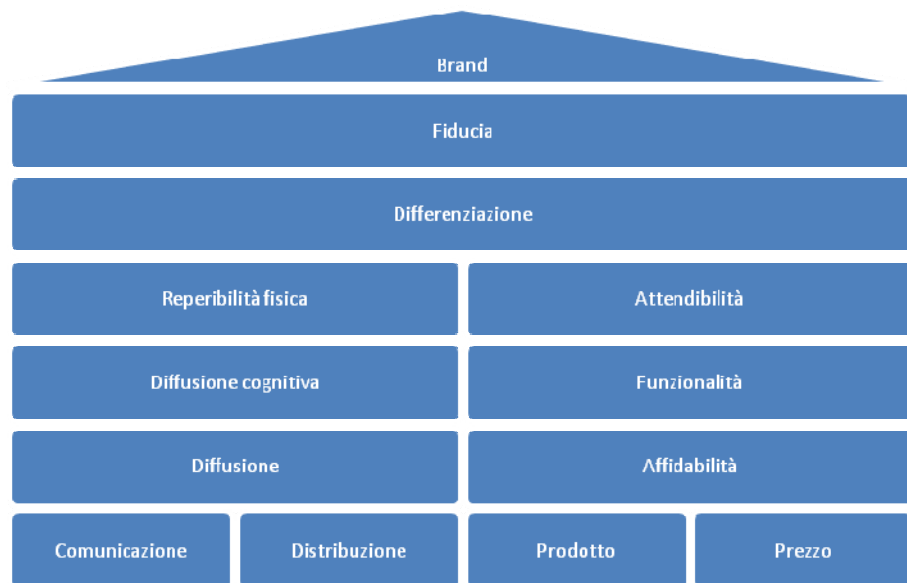 Brand
Fiducia
Differenziazione
Reperibilità fisica
Attendibilità
Diffusione cognitiva
Funzionalità
Diffusione
Affidabilità
Comunicazione
Distribuzione
Prodotto
Prezzo